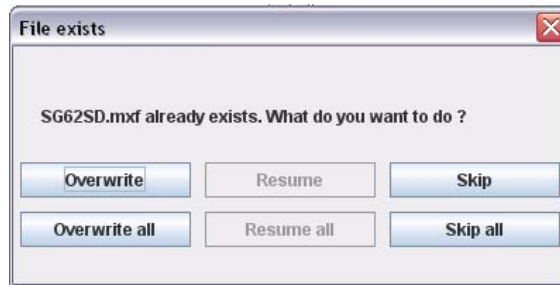 File exists
SG62SD.mxf already exists. What do you want to do ?
Overwrite Resume Skip
Overwrite all Resume all Skip all